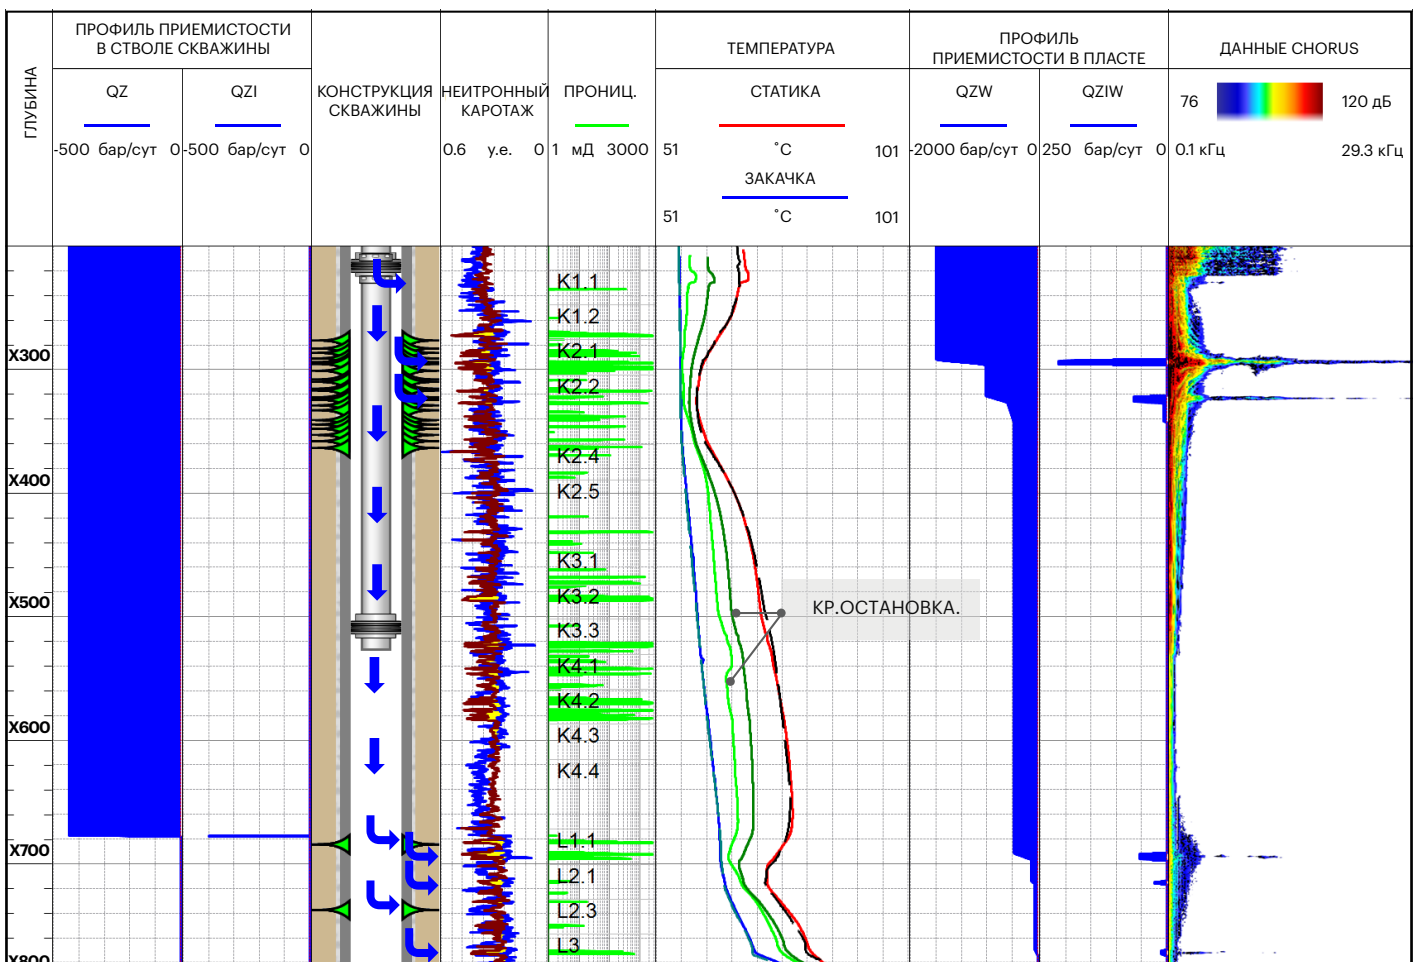 ГЛУБИНА
ПРОФИЛЬ ПРИЕМИСТОСТИ
В СТВОЛЕ СКВАЖИНЫ
QZ
-500 бар/сут 0
QZI
-500 бар/сут 0
КОНСТРУКЦИЯ
СКВАЖИНЫ
НЕЙТРОННЫЙ
КАРОТАЖ
0.6 у.е. 0
ПРОНИЦ.
1 мД 3000
ТЕМПЕРАТУРА
СТАТИКА
51 °C 101
ЗАКАЧКА
51 °C 101
ПРОФИЛЬ
ПРИЕМИСТОСТИ В ПЛАСТЕ
QZW
-2000 бар/сут 0
QZIW
250 бар/сут 0
ДАННЫЕ CHORUS
76 120 дБ
0.1 кГц 29.3 кГц
K1.1
K1.2
X300
K2.1
K2.2
K2.4
X400
K2.5
K3.1
X500
K3.2
КР.ОСТАНОВКА.
K3.3
K4.1
K4.2
X600
K4.3
K4.4
L1.1
X700
L2.1
L2.3
L3
X800